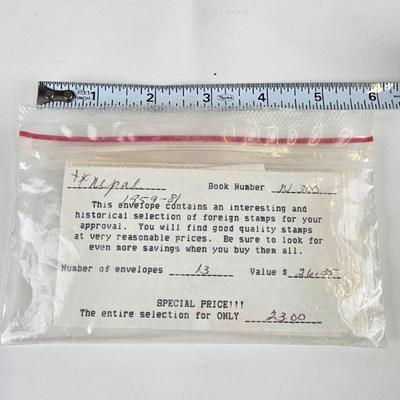 1 2 3 4 5 6
**Nepal Book Number N 300
1959-81
This envelope contains an interesting and
historical selection of foreign stamps for your
approval. You will find good quality stamps
at very reasonable prices. Be sure to look for
even more savings when you buy them all.
Number of envelopes 13 Value $ 26.35
SPECIAL PRICE!!!
The entire selection for ONLY 23.00